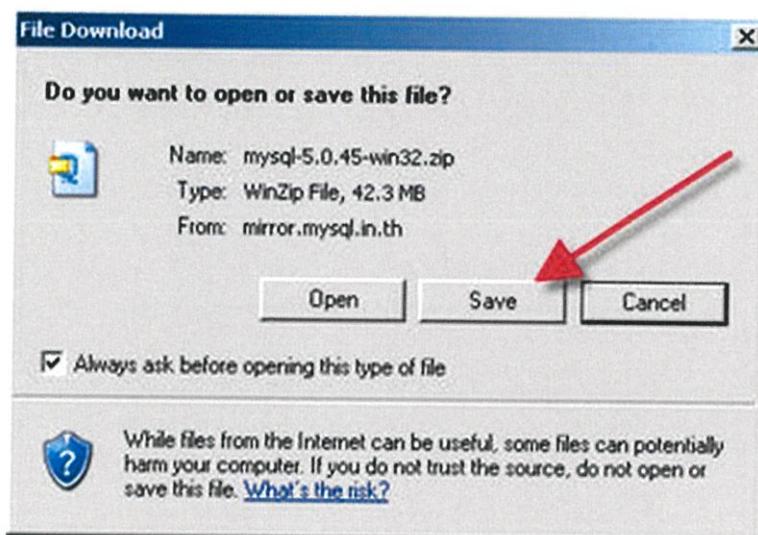 File Download
Do you want to open or save this file?
Name: mysql-5.0.45-win32.zip
Type: WinZip File, 42.3 MB
From: mirror.mysql.in.th
Open Save Cancel
Always ask before opening this type of file
While files from the Internet can be useful, some files can potentially
harm your computer. If you do not trust the source, do not open or
save this file. What's the risk?